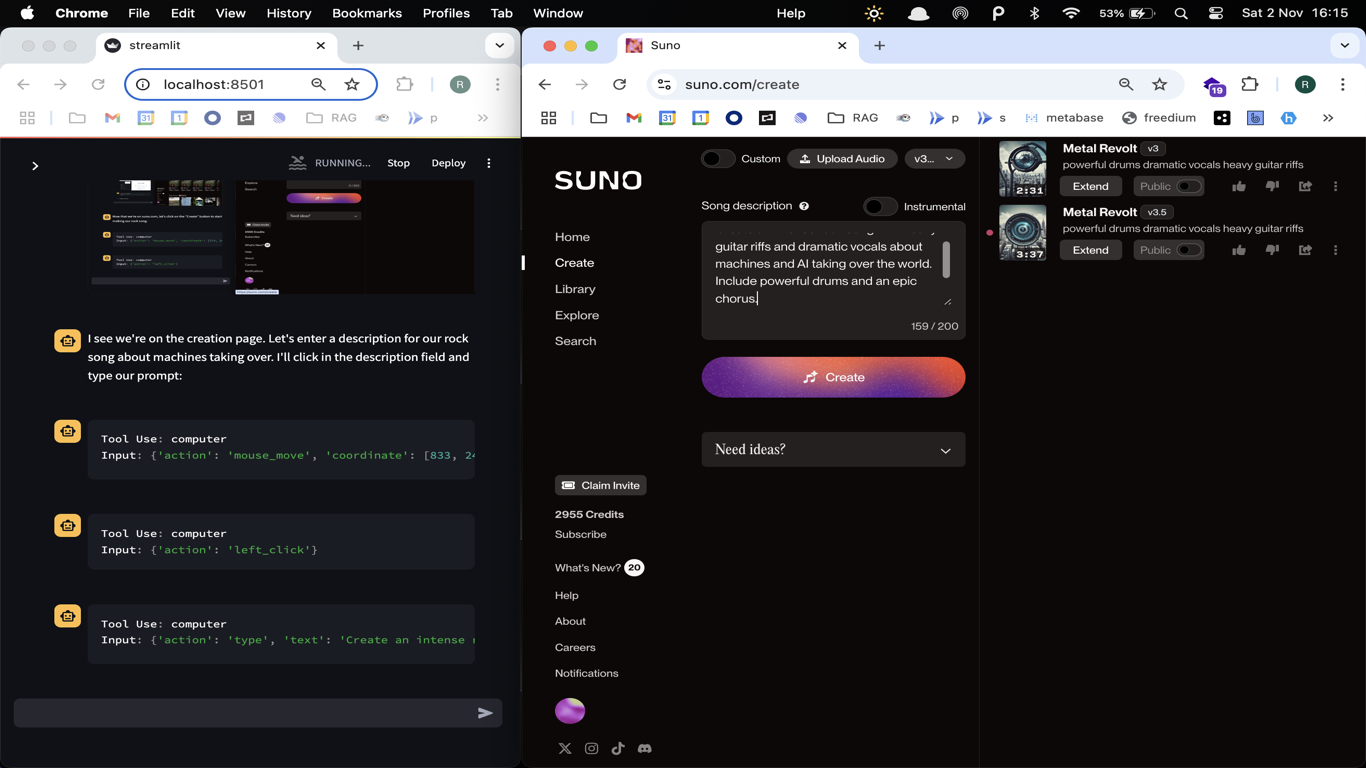 Chrome File Edit View History Bookmarks Profiles Tab Window Help 53% Sat 2 Nov 16:15
streamlit
localhost:8501
R
31 1 RAG p
RUNNING... Stop Deploy
I see we're on the creation page. Let's enter a description for our rock
song about machines taking over. I'll click in the description field and
type our prompt:
Tool Use: computer
Input: {'action': 'mouse_move', 'coordinate': [833, 24
Tool Use: computer
Input: {'action': 'left_click'}
Tool Use: computer
Input: {'action': 'type', 'text': 'Create an intense
Suno
suno.com/create
19 R
31 1 RAG p s metabase freedium
SUNO
Home
Create
Library
Explore
Search
Claim Invite
2955 Credits
Subscribe
What's New? 20
Help
About
Careers
Notifications
Custom Upload Audio v3...
Song description Instrumental
guitar riffs and dramatic vocals about
machines and AI taking over the world.
Include powerful drums and an epic
chorus.
159 / 200
Create
Need ideas?
2:31
Metal Revolt v3
powerful drums dramatic vocals heavy guitar riffs
Extend Public
3:37
Metal Revolt v3.5
powerful drums dramatic vocals heavy guitar riffs
Extend Public